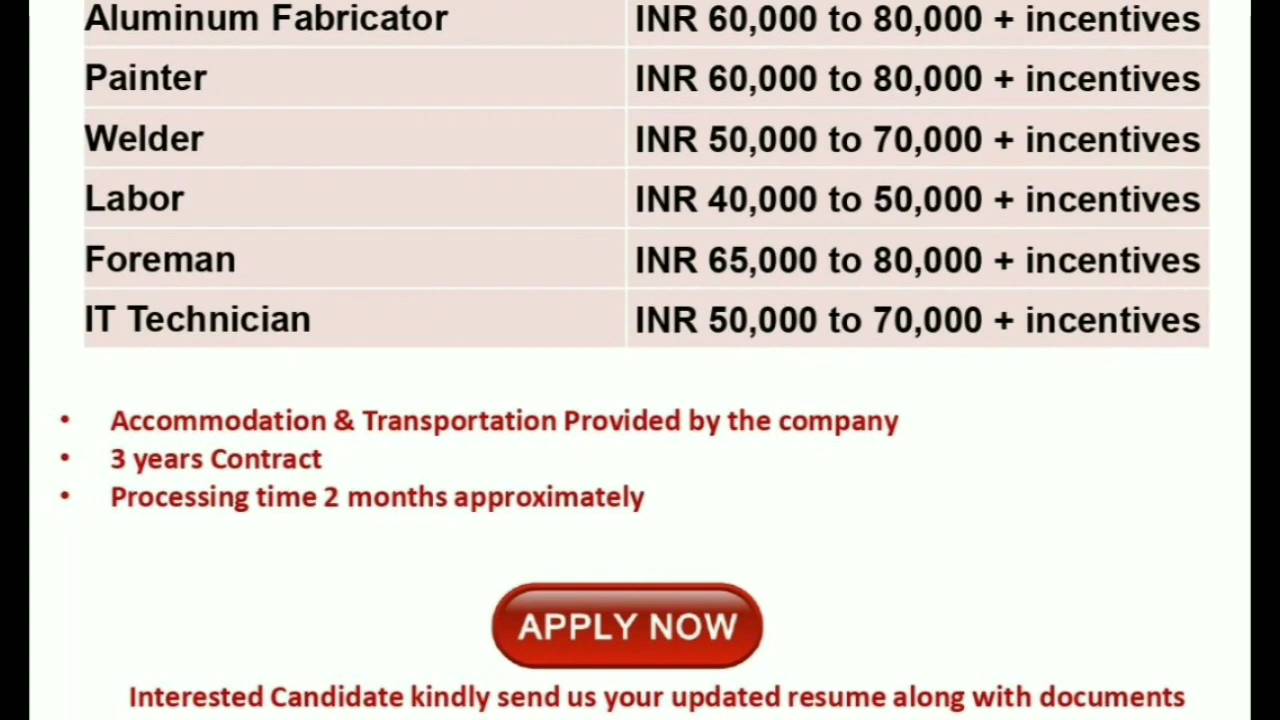 Aluminum Fabricator INR 60,000 to 80,000 + incentives
Painter INR 60,000 to 80,000 + incentives
Welder INR 50,000 to 70,000 + incentives
Labor INR 40,000 to 50,000 + incentives
Foreman INR 65,000 to 80,000 + incentives
IT Technician INR 50,000 to 70,000 + incentives
• Accommodation & Transportation Provided by the company
• 3 years Contract
• Processing time 2 months approximately
APPLY NOW
Interested Candidate kindly send us your updated resume along with documents